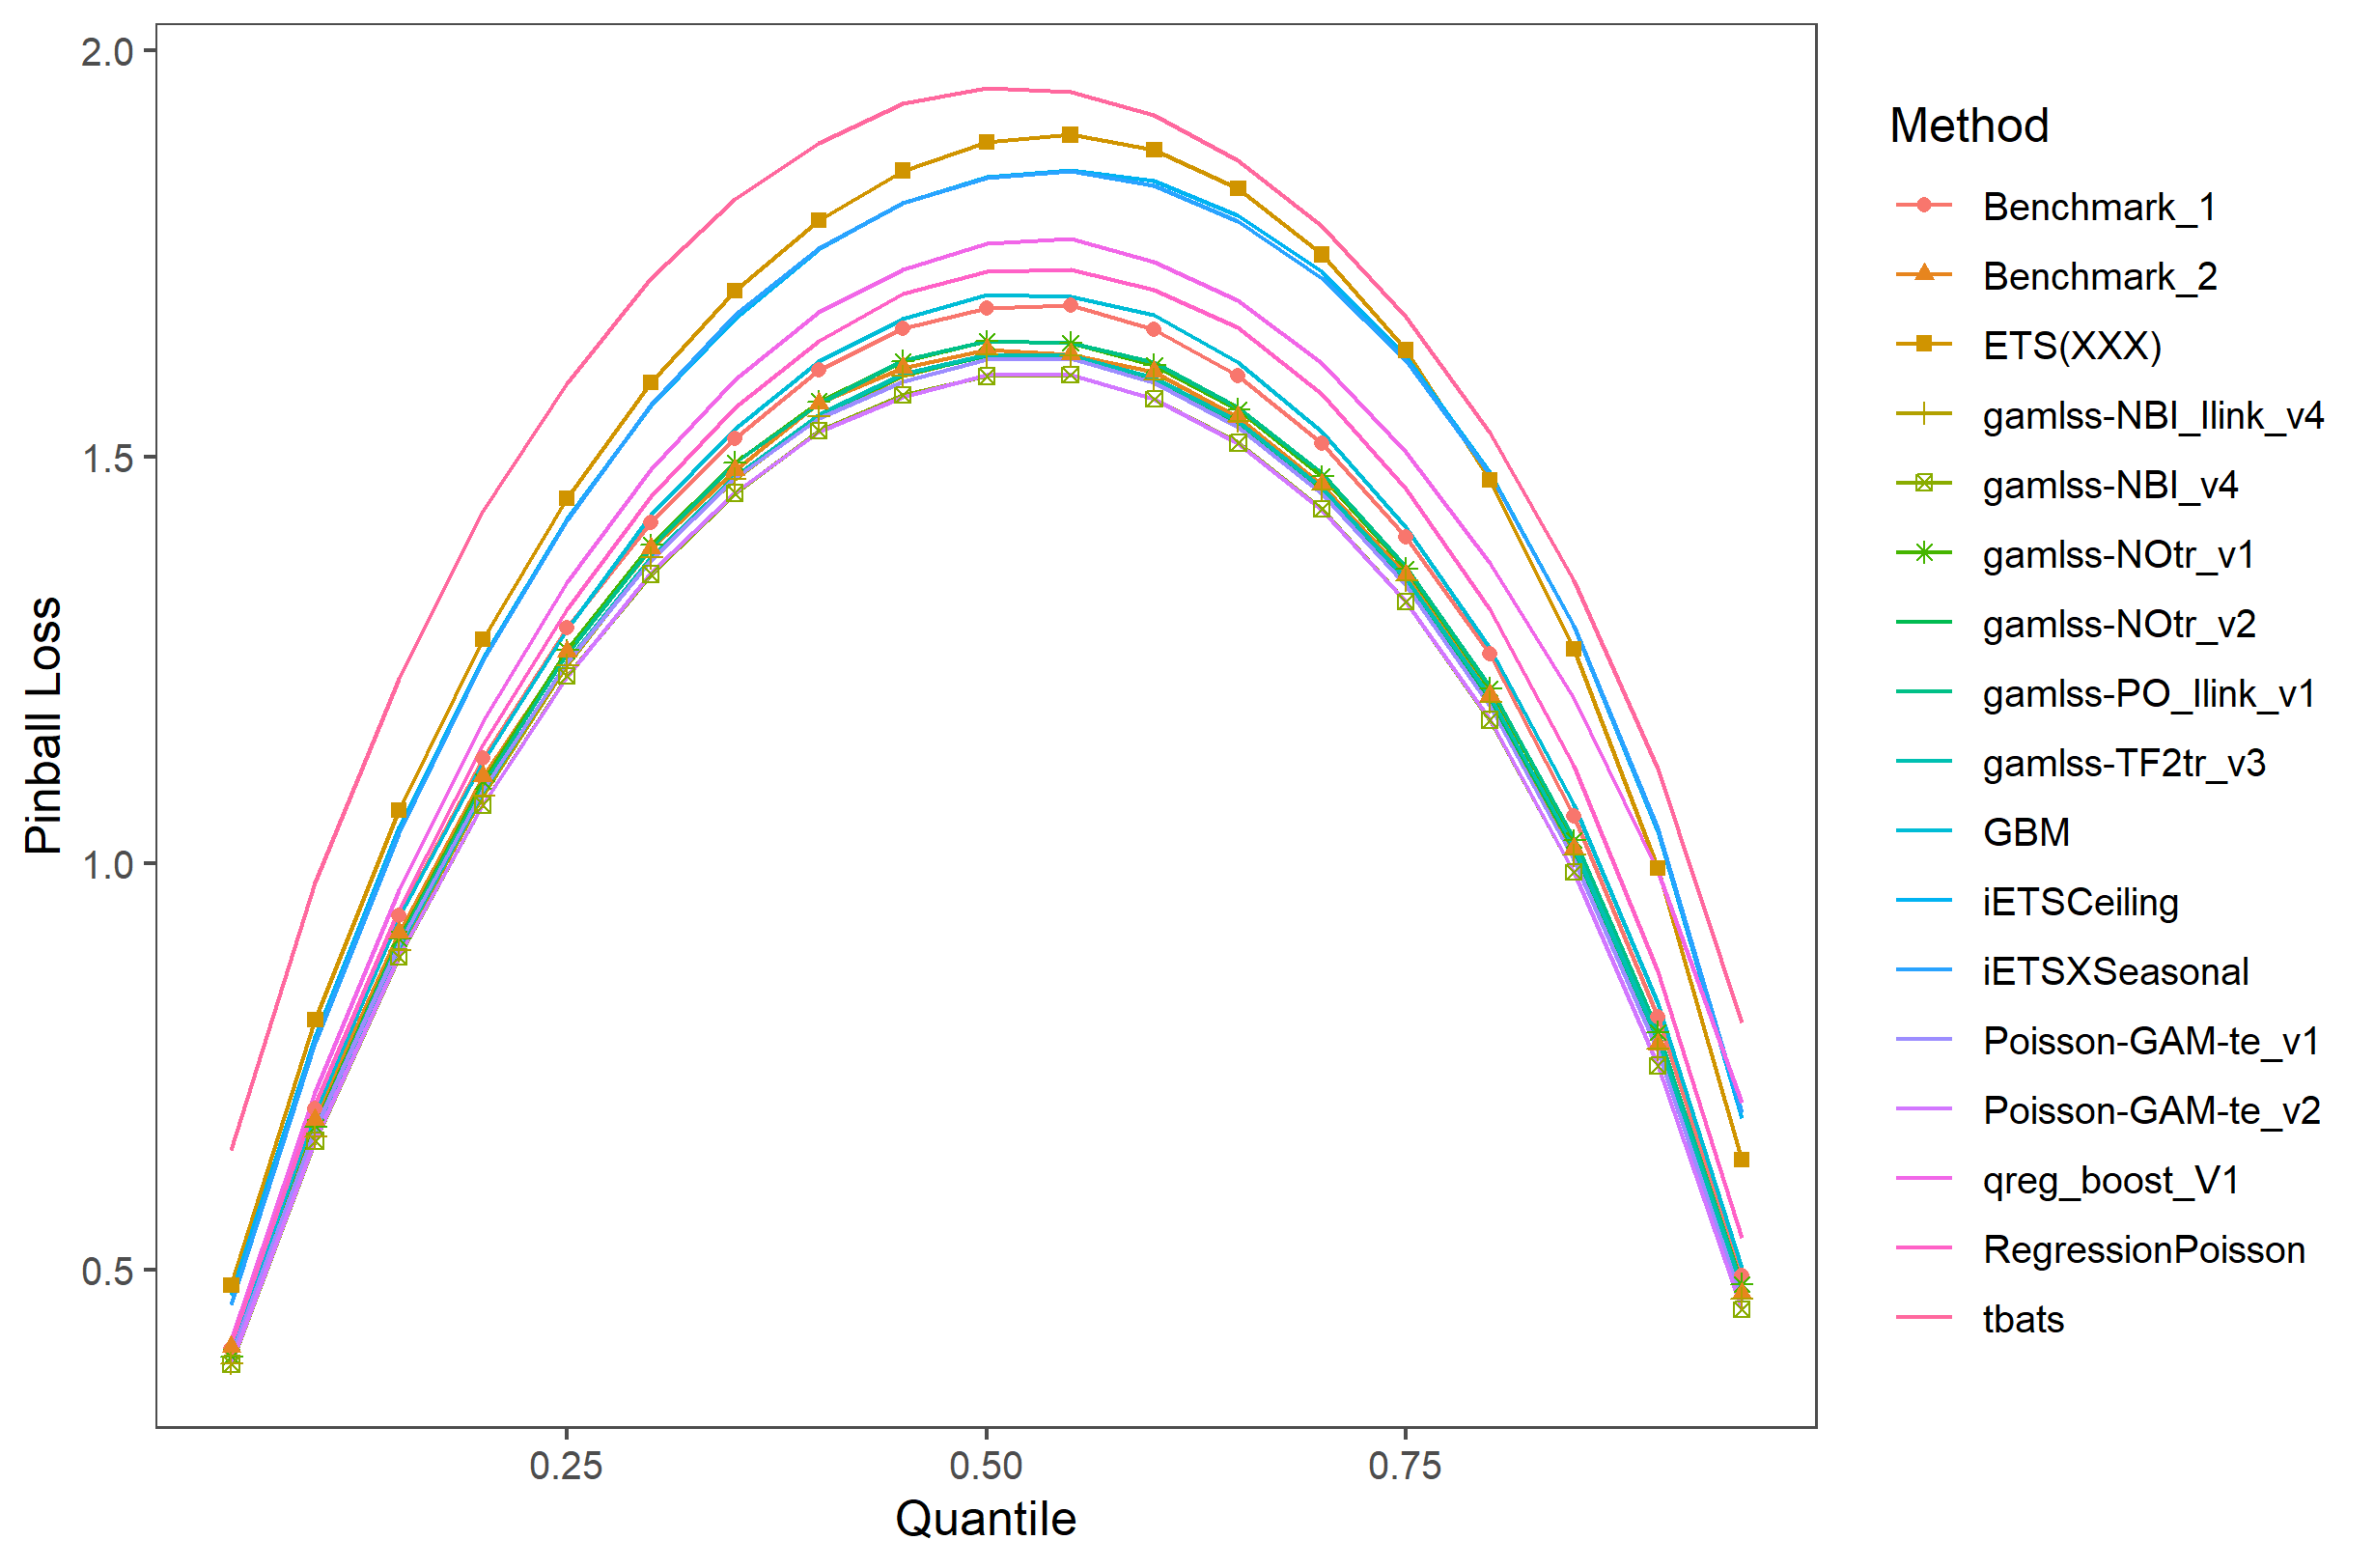 2.0
1.5
1.0
0.5
Pinball Loss
0.25
0.50
0.75
Quantile
Method
Benchmark_1
Benchmark_2
ETS(XXX)
gamlss-NBI_llink_v4
gamlss-NBI_v4
gamlss-NOtr_v1
gamlss-NOtr_v2
gamlss-PO_llink_v1
gamlss-TF2tr_v3
GBM
iETSCeiling
iETSXSeasonal
Poisson-GAM-te_v1
Poisson-GAM-te_v2
qreg_boost_V1
RegressionPoisson
tbats